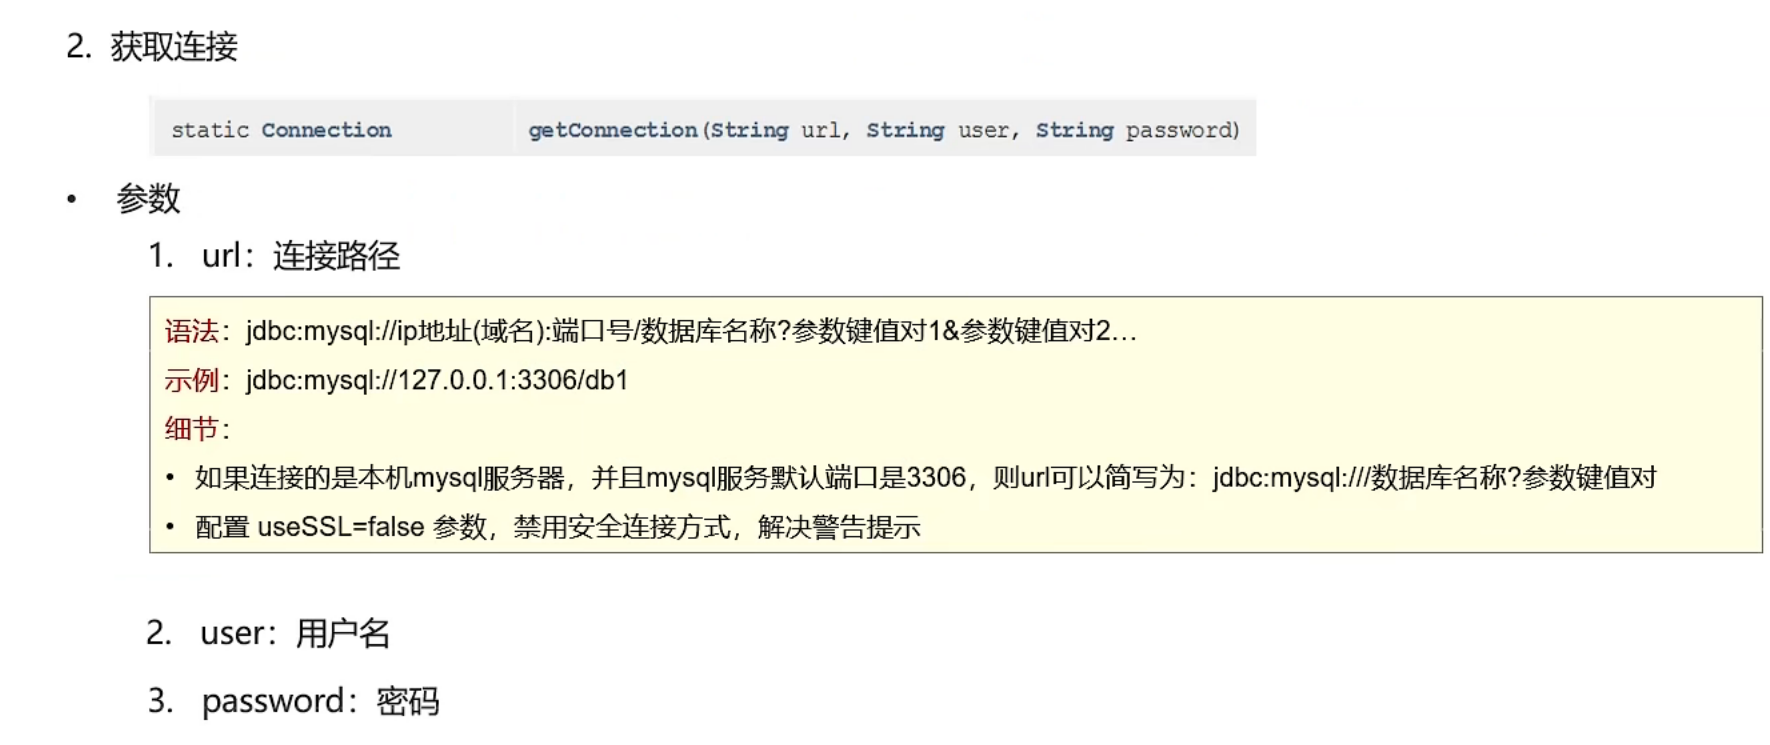 2. 获取连接
static Connection getConnection(String url, String user, String password)
• 参数
1. url：连接路径
语法：jdbc:mysql://ip地址(域名):端口号/数据库名称?参数键值对1&参数键值对2…
示例：jdbc:mysql://127.0.0.1:3306/db1
细节：
• 如果连接的是本机mysql服务器，并且mysql服务默认端口是3306，则url可以简写为：jdbc:mysql:///数据库名称?参数键值对
• 配置 useSSL=false 参数，禁用安全连接方式，解决警告提示
2. user：用户名
3. password：密码